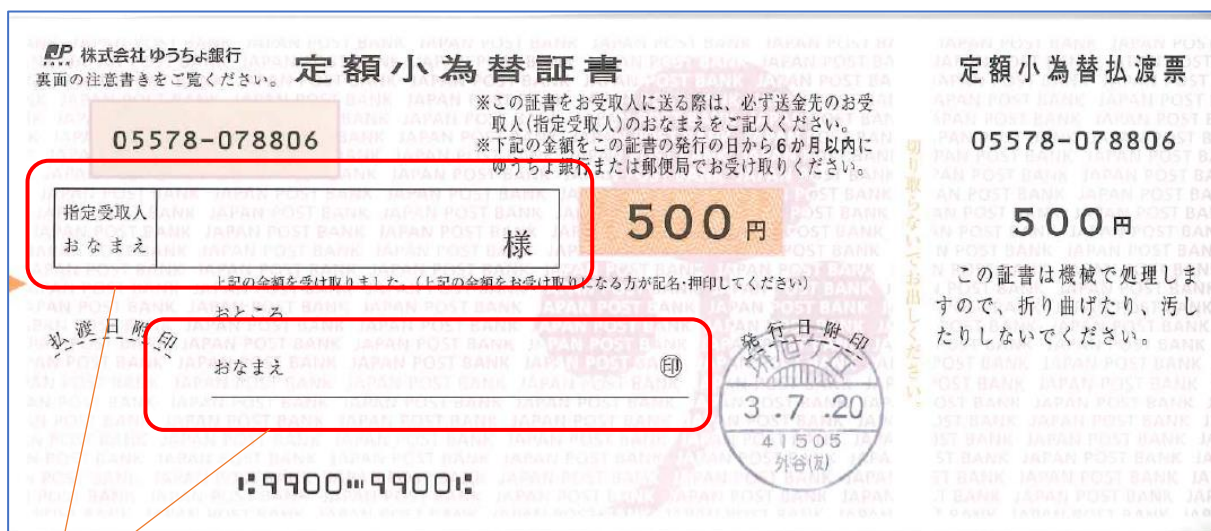 JP 株式会社 ゆうちょ銀行
BANK
裏面の注意書きをご覧ください。
定額小為替証書
※この証書をお受取人に送る際は、必ず送金先のお受
取人(指定受取人)のおなまえをご記入ください。
※下記の金額をこの証書の発行の日から6か月以内に
ゆうちょ銀行または郵便局でお受け取りください。
05578-078806
指定受取人
おなまえ
様
500円
上記の金額を受け取りました。(上記の金額をお受け取りになる方が記名・押印してください)
おところ
おなまえ
印
払渡日附印
発行日附印
3.7.20
41505
9900 9900
切り取らないでお出しください。
定額小為替払渡票
05578-078806
500円
この証書は機械で処理しま
すので、折り曲げたり、汚し
たりしないでください。
JAPAN POST BANK